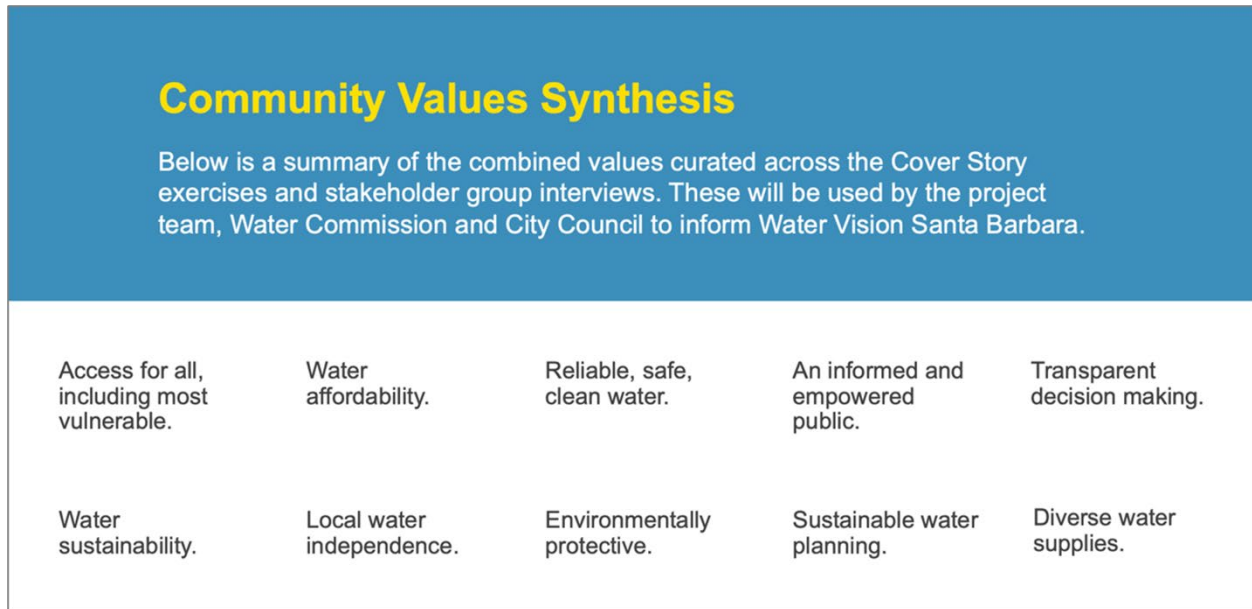 Community Values Synthesis
Below is a summary of the combined values curated across the Cover Story
exercises and stakeholder group interviews. These will be used by the project
team, Water Commission and City Council to inform Water Vision Santa Barbara.
Access for all,
including most
vulnerable.
Water
affordability.
Reliable, safe,
clean water.
An informed and
empowered
public.
Transparent
decision making.
Water
sustainability.
Local water
independence.
Environmentally
protective.
Sustainable water
planning.
Diverse water
supplies.